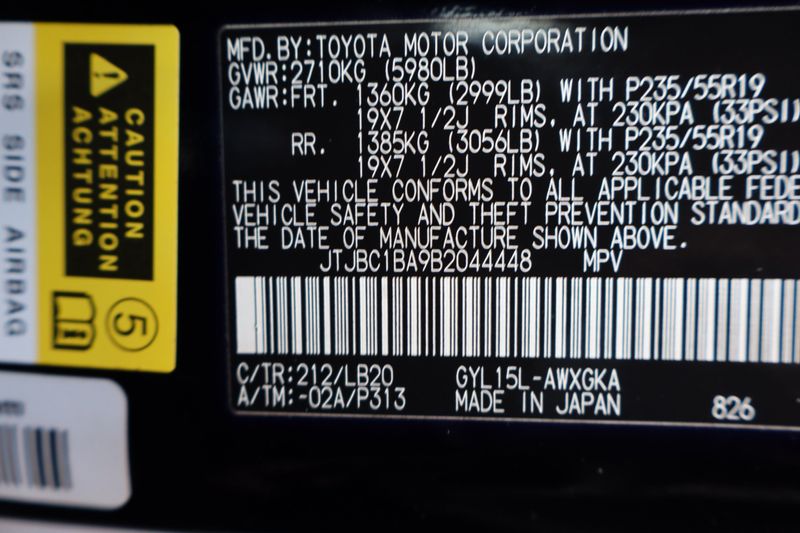 MFD. BY: TOYOTA MOTOR CORPORATION
GVWR: 2710KG (5980LB)
GAWR: FRT. 1360KG (2999LB) WITH P235/55R19
19X7 1/2J RIMS, AT 230KPA (33PSI)
RR. 1385KG (3056LB) WITH P235/55R19
19X7 1/2J RIMS, AT 230KPA (33PSI)
THIS VEHICLE CONFORMS TO ALL APPLICABLE FEDE
VEHICLE SAFETY AND THEFT PREVENTION STANDARD
THE DATE OF MANUFACTURE SHOWN ABOVE.
JTJBC1BA9B2044448 MPV
C/TR: 212/LB20 GYL15L-AWXGKA
A/TM: -02A/P313 MADE IN JAPAN 826
CAUTION
ATTENTION
ACHTUNG
5
SRS SIDE AIRBAG